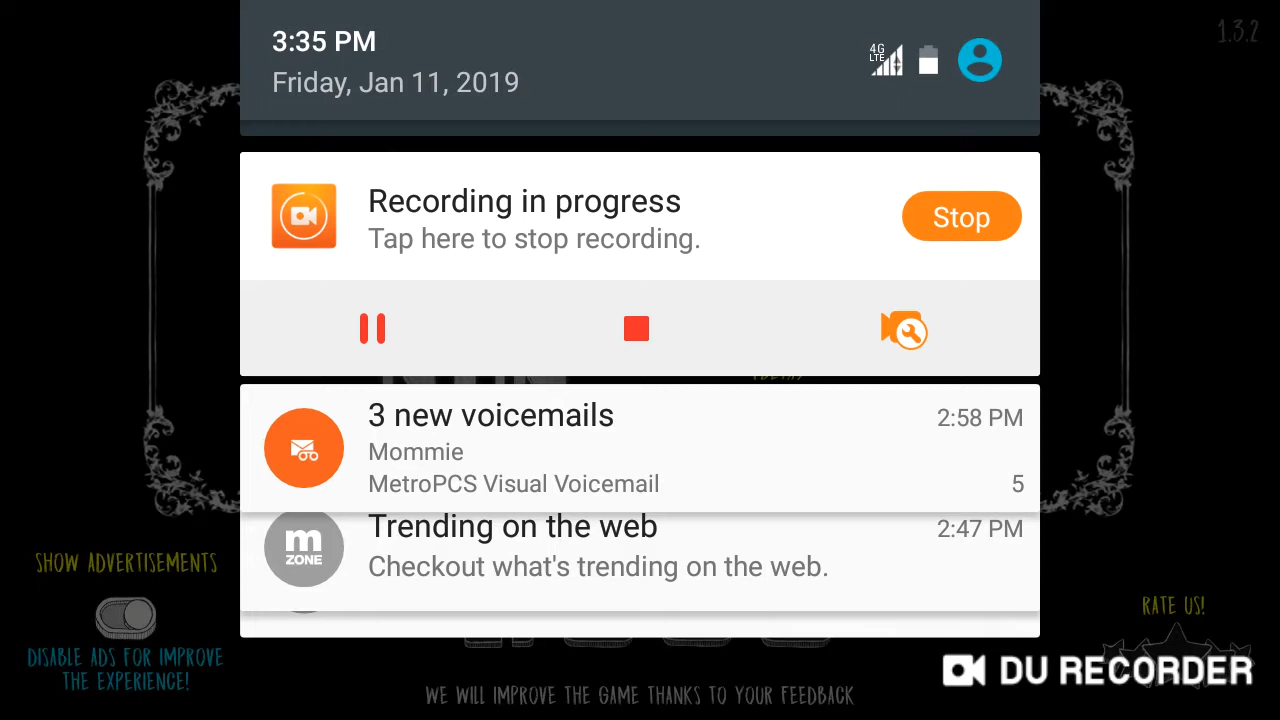 1.3.2
3:35 PM
Friday, Jan 11, 2019
4G
LTE
Recording in progress
Tap here to stop recording.
Stop
3 new voicemails
2:58 PM
Mommie
MetroPCS Visual Voicemail
5
m
ZONE
Trending on the web
2:47 PM
Checkout what's trending on the web.
SHOW ADVERTISEMENTS
DISABLE ADS FOR IMPROVE
THE EXPERIENCE!
RATE US!
DU RECORDER
WE WILL IMPROVE THE GAME THANKS TO YOUR FEEDBACK